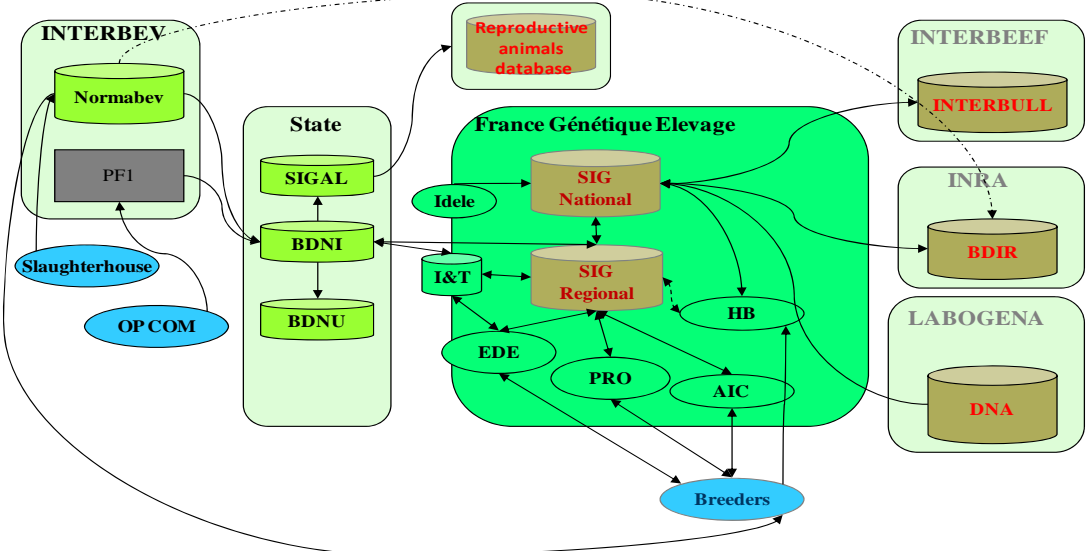 INTERBEV
Normabev
PF1
Slaughterhouse
OP COM
State
SIGAL
BDNI
BDNU
Reproductive
animals
database
France Génétique Elevage
SIG
National
Idele
I&T
SIG
Regional
HB
EDE
PRO
AIC
Breeders
INTERBEEF
INTERBULL
INRA
BDIR
LABOGENA
DNA